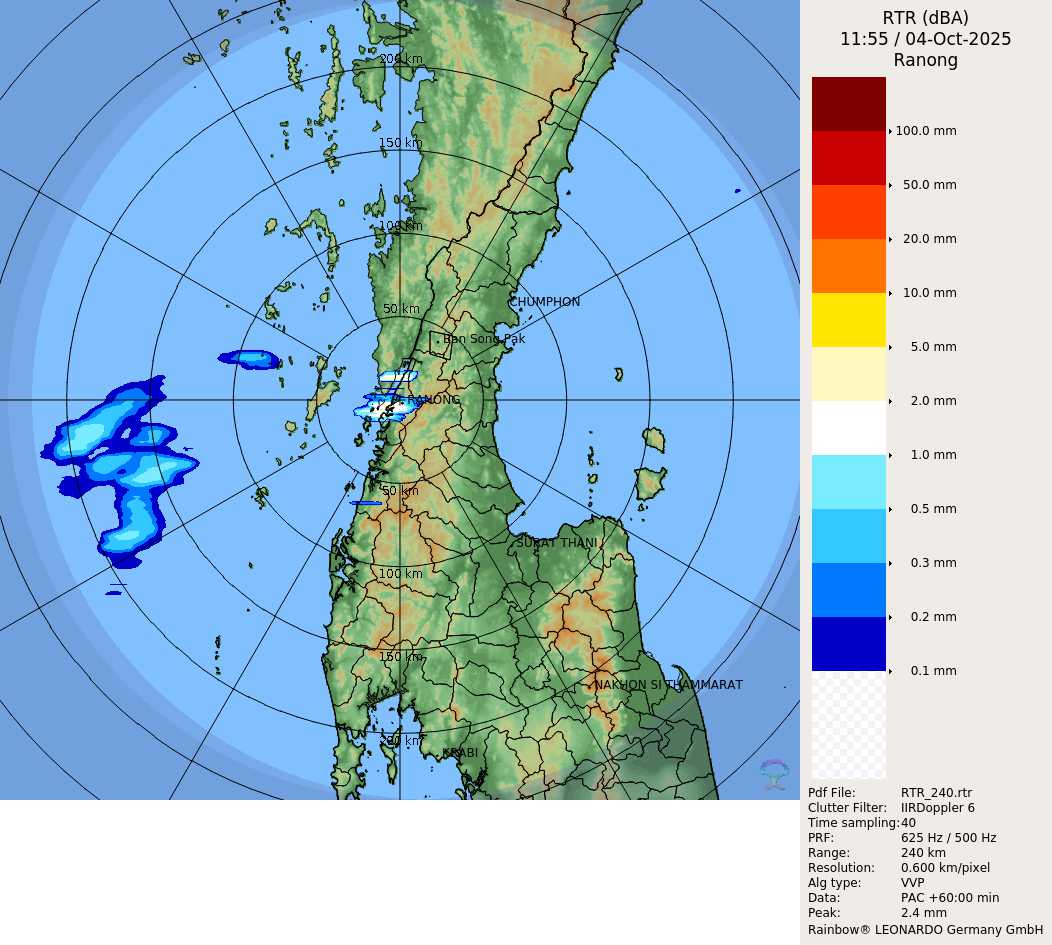 RTR (dBA)
11:55 / 04-Oct-2025
Ranong
200 km
150 km
100 km
50 km
CHUMPHON
Ban Song Pak
RANONG
50 km
SURAT THANI
100 km
150 km
NAKHON SI THAMMARAT
200 km
KRABI
100.0 mm
50.0 mm
20.0 mm
10.0 mm
5.0 mm
2.0 mm
1.0 mm
0.5 mm
0.3 mm
0.2 mm
0.1 mm
Pdf File: RTR_240.rtr
Clutter Filter: IIRDoppler 6
Time sampling: 40
PRF: 625 Hz / 500 Hz
Range: 240 km
Resolution: 0.600 km/pixel
Alg type: VVP
Data: PAC +60:00 min
Peak: 2.4 mm
Rainbow® LEONARDO Germany GmbH